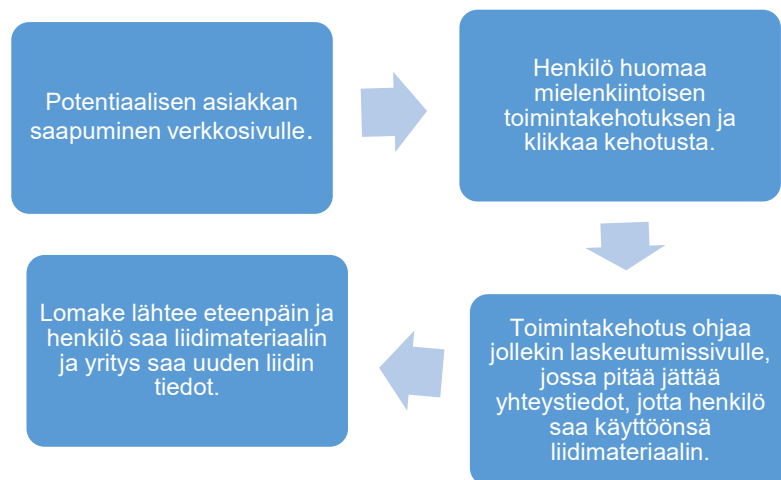 Potentiaalisen asiakkan
saapuminen verkkosivulle.
Henkilö huomaa
mielenkiintoisen
toimintakehotuksen ja
klikkaa kehotusta.
Toimintakehotus ohjaa
jollekin laskeutumissivulle,
jossa pitää jättää
yhteystiedot, jotta henkilö
saa käyttöönsä
liidimateriaalin.
Lomake lähtee eteenpäin ja
henkilö saa liidimateriaalin
ja yritys saa uuden liidin
tiedot.